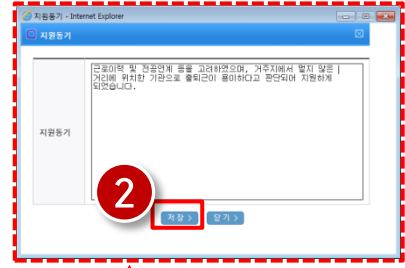 지원동기 - Internet Explorer
지원동기
근로이력 및 전공연계 등을 고려하였으며, 거주지에서 멀지 않은
거리에 위치한 기관으로 출퇴근이 용이하다고 판단되어 지원하게
되었습니다.
지원동기
2
저장 >
닫기 >